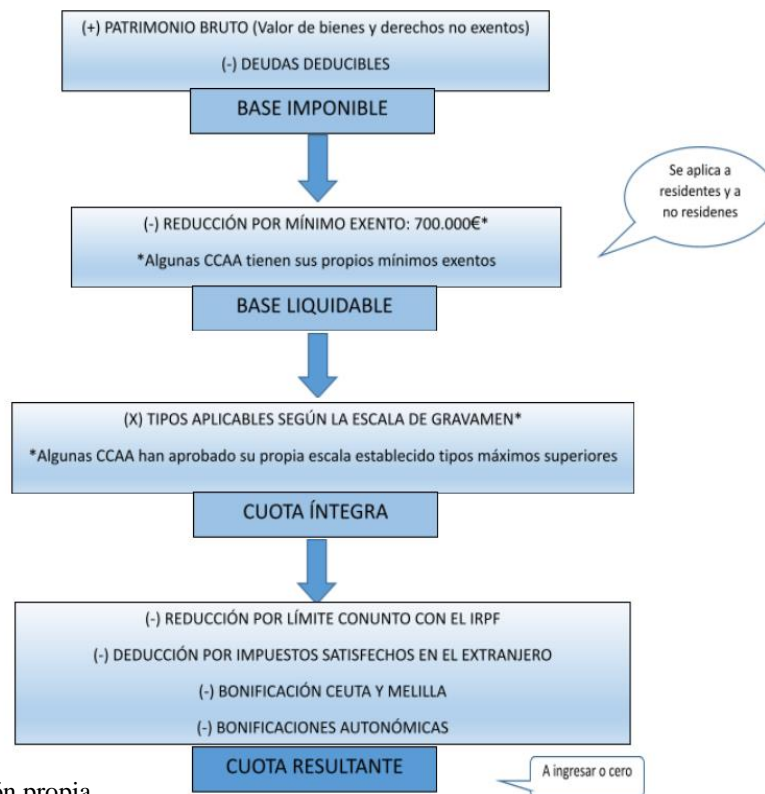 (+) PATRIMONIO BRUTO (Valor de bienes y derechos no exentos)
(-) DEUDAS DEDUCIBLES
BASE IMPONIBLE
Se aplica a
residentes y a
no residenes
(-) REDUCCIÓN POR MÍNIMO EXENTO: 700.000€*
*Algunas CCAA tienen sus propios mínimos exentos
BASE LIQUIDABLE
(X) TIPOS APLICABLES SEGÚN LA ESCALA DE GRAVAMEN*
*Algunas CCAA han aprobado su propia escala establecido tipos máximos superiores
CUOTA ÍNTEGRA
(-) REDUCCIÓN POR LÍMITE CONUNTO CON EL IRPF
(-) DEDUCCIÓN POR IMPUESTOS SATISFECHOS EN EL EXTRANJERO
(-) BONIFICACIÓN CEUTA Y MELILLA
(-) BONIFICACIONES AUTONÓMICAS
CUOTA RESULTANTE
A ingresar o cero
propia